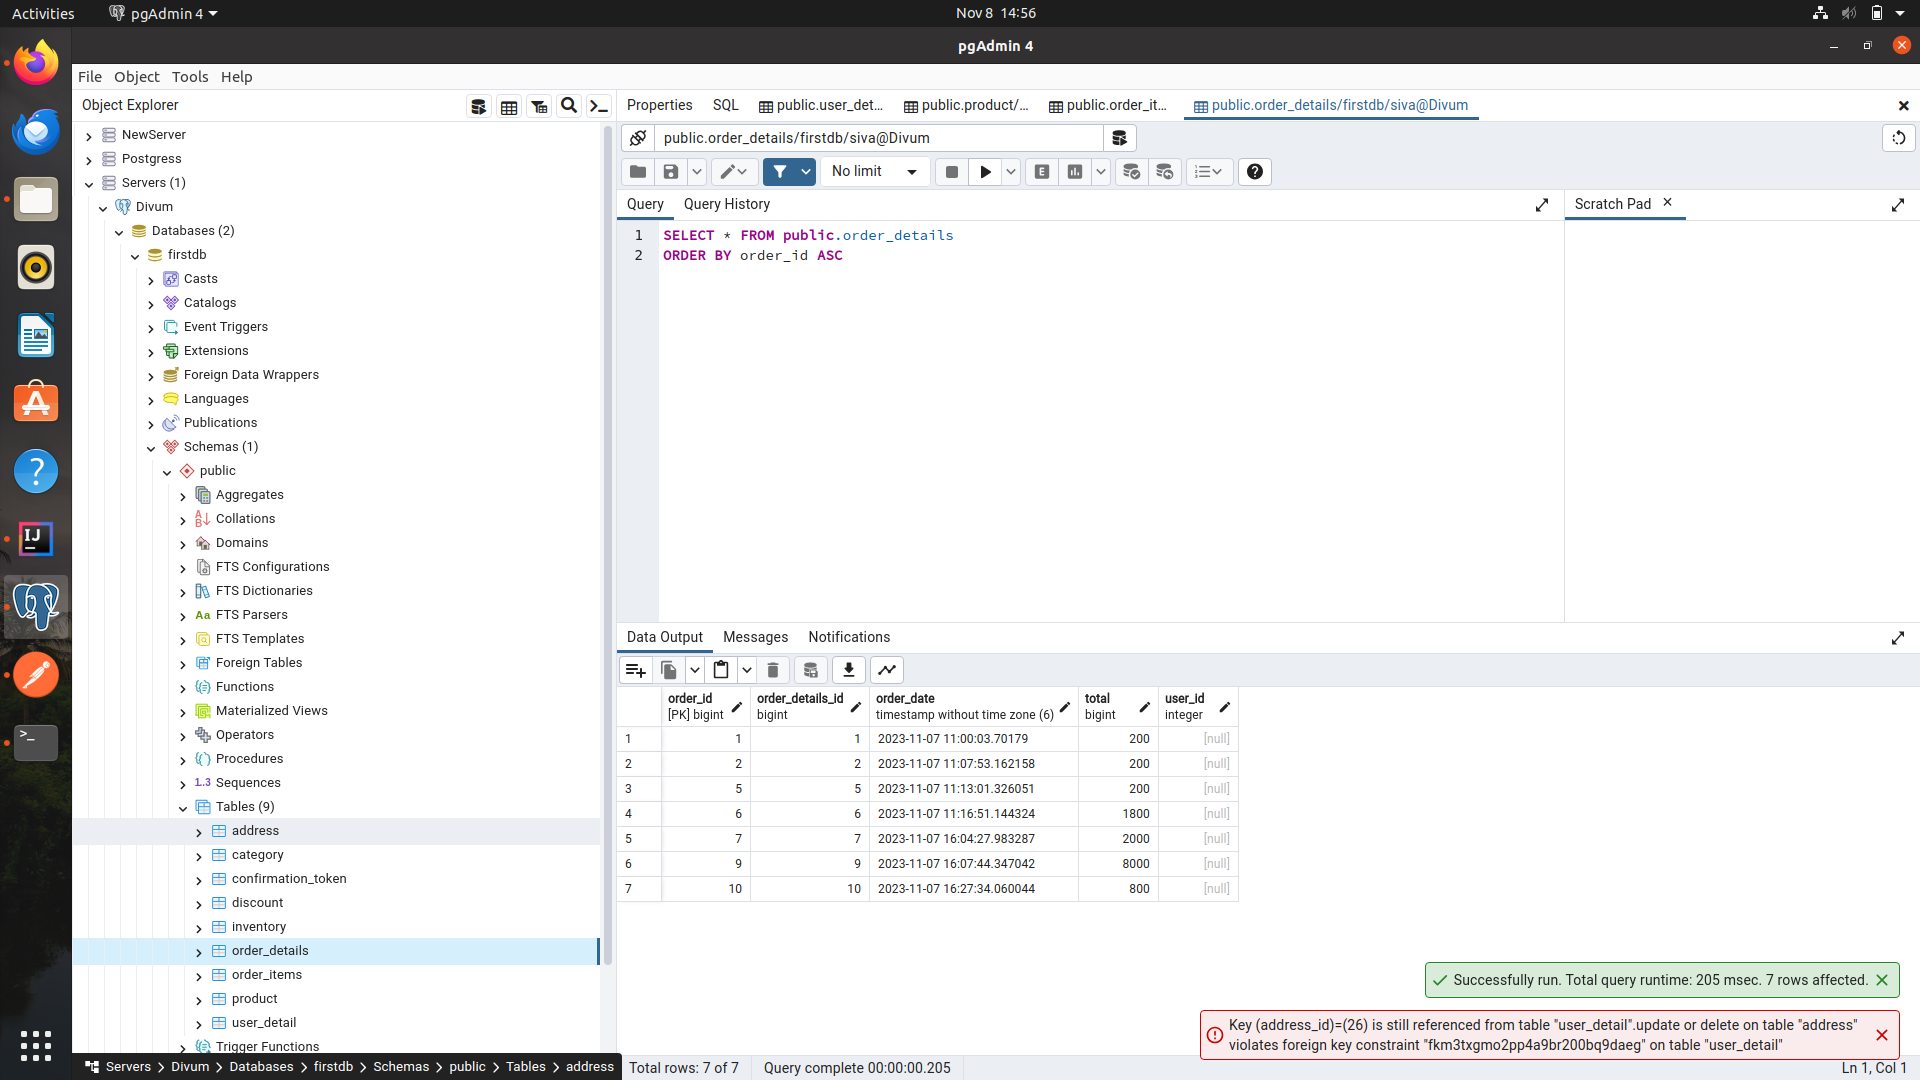 Activities
pgAdmin 4
Nov 8 14:56
pgAdmin 4
File Object Tools Help
Object Explorer
NewServer
Postgress
Servers (1)
Divum
Databases (2)
firstdb
Casts
Catalogs
Event Triggers
Extensions
Foreign Data Wrappers
Languages
Publications
Schemas (1)
public
Aggregates
Collations
Domains
FTS Configurations
FTS Dictionaries
Aa FTS Parsers
FTS Templates
Foreign Tables
Functions
Materialized Views
Operators
Procedures
1..3 Sequences
Tables (9)
address
category
confirmation_token
discount
inventory
order_details
order_items
product
user_detail
Trigger Functions
Servers > Divum > Databases > firstdb > Schemas > public > Tables > address
Properties SQL public.user_det... public.product/... public.order_it... public.order_details/firstdb/siva@Divum
public.order_details/firstdb/siva@Divum
No limit
E
Query Query History
Scratch Pad
1 SELECT * FROM public.order_details
2 ORDER BY order_id ASC
Data Output Messages Notifications
order_id order_details_id order_date total user_id
[PK] bigint bigint timestamp without time zone (6) bigint integer
1 1 1 2023-11-07 11:00:03.70179 200 [null]
2 2 2 2023-11-07 11:07:53.162158 200 [null]
3 5 5 2023-11-07 11:13:01.326051 200 [null]
4 6 6 2023-11-07 11:16:51.144324 1800 [null]
5 7 7 2023-11-07 16:04:27.983287 2000 [null]
6 9 9 2023-11-07 16:07:44.347042 8000 [null]
7 10 10 2023-11-07 16:27:34.060044 800 [null]
Successfully run. Total query runtime: 205 msec. 7 rows affected.
Key (address_id)=(26) is still referenced from table "user_detail".update or delete on table "address"
violates foreign key constraint "fkm3txgmo2pp4a9br200bq9daeg" on table "user_detail"
Total rows: 7 of 7 Query complete 00:00:00.205
Ln 1, Col 1
IJ